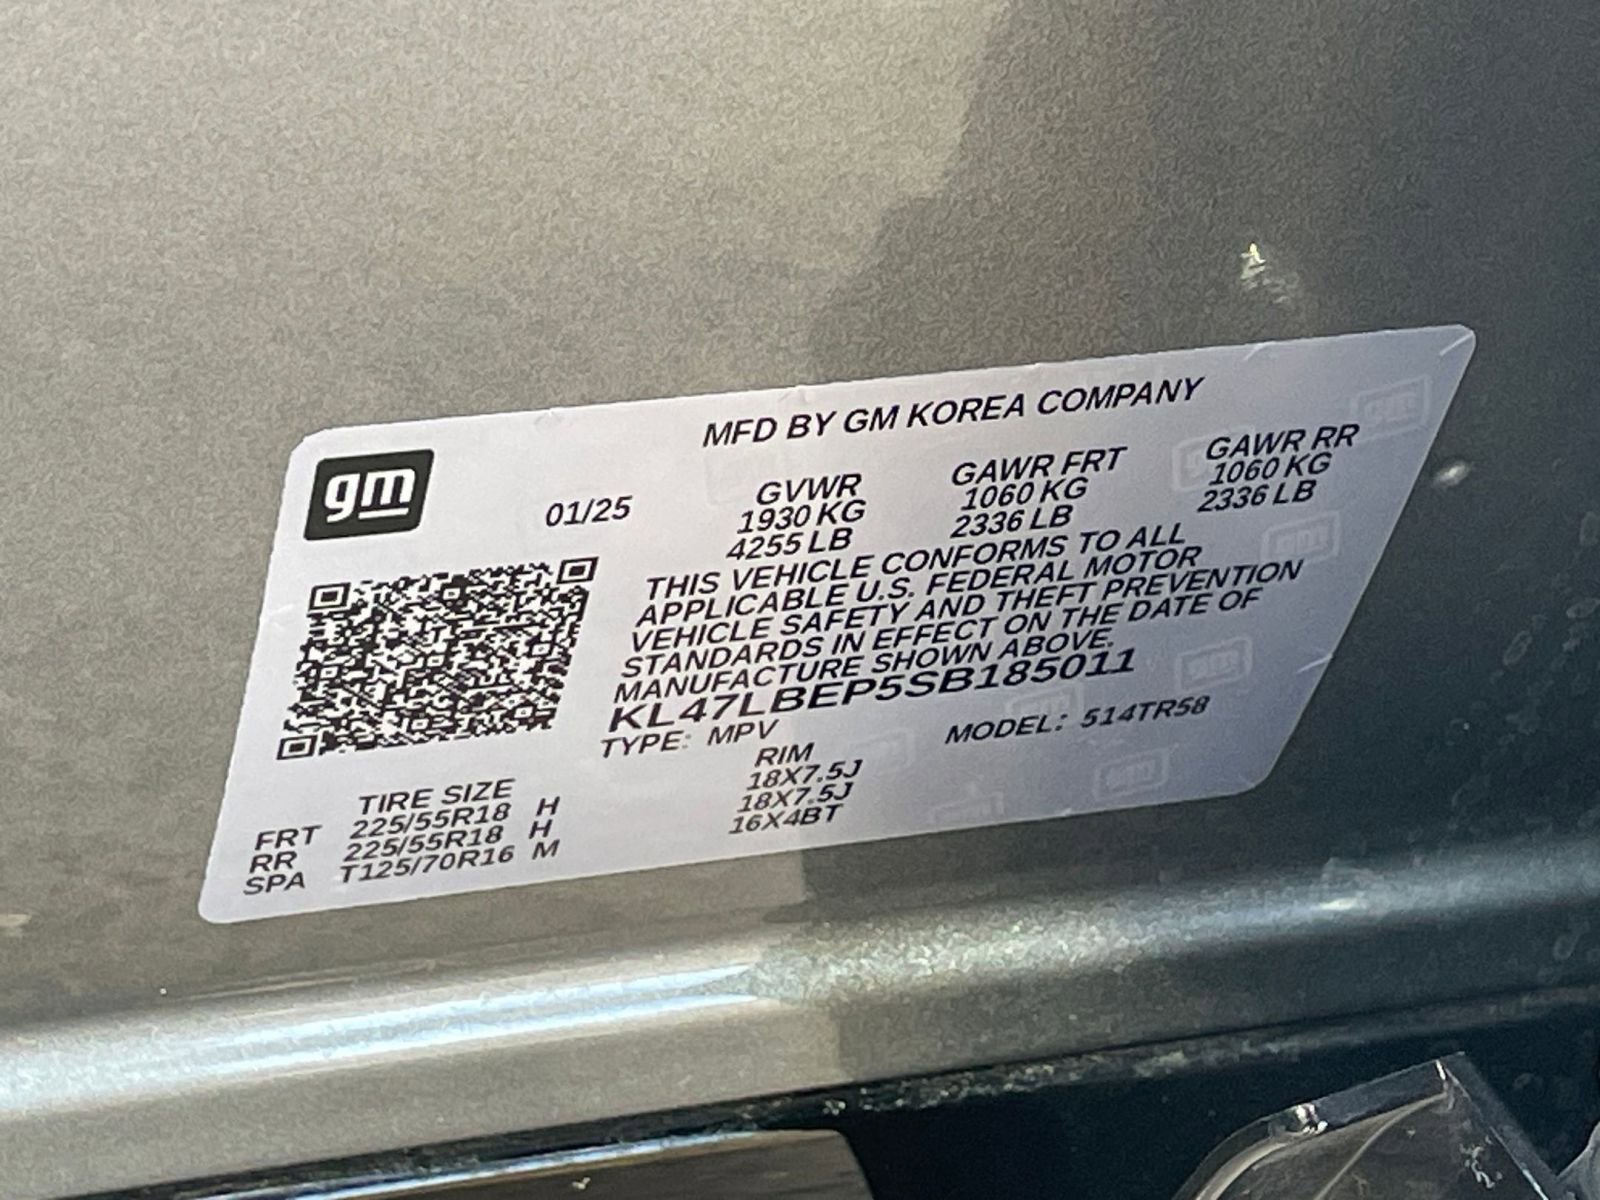 gm
MFD BY GM KOREA COMPANY
01/25
GVWR GAWR FRT GAWR RR
1930 KG 1060 KG 1060 KG
4255 LB 2336 LB 2336 LB
THIS VEHICLE CONFORMS TO ALL
APPLICABLE U.S. FEDERAL MOTOR
VEHICLE SAFETY AND THEFT PREVENTION
STANDARDS IN EFFECT ON THE DATE OF
MANUFACTURE SHOWN ABOVE.
KL47LBEP5SB185011
TYPE: MPV MODEL: 514TR58
TIRE SIZE RIM
FRT 225/55R18 H 18X7.5J
RR 225/55R18 H 18X7.5J
SPA T125/70R16 M 16X4BT